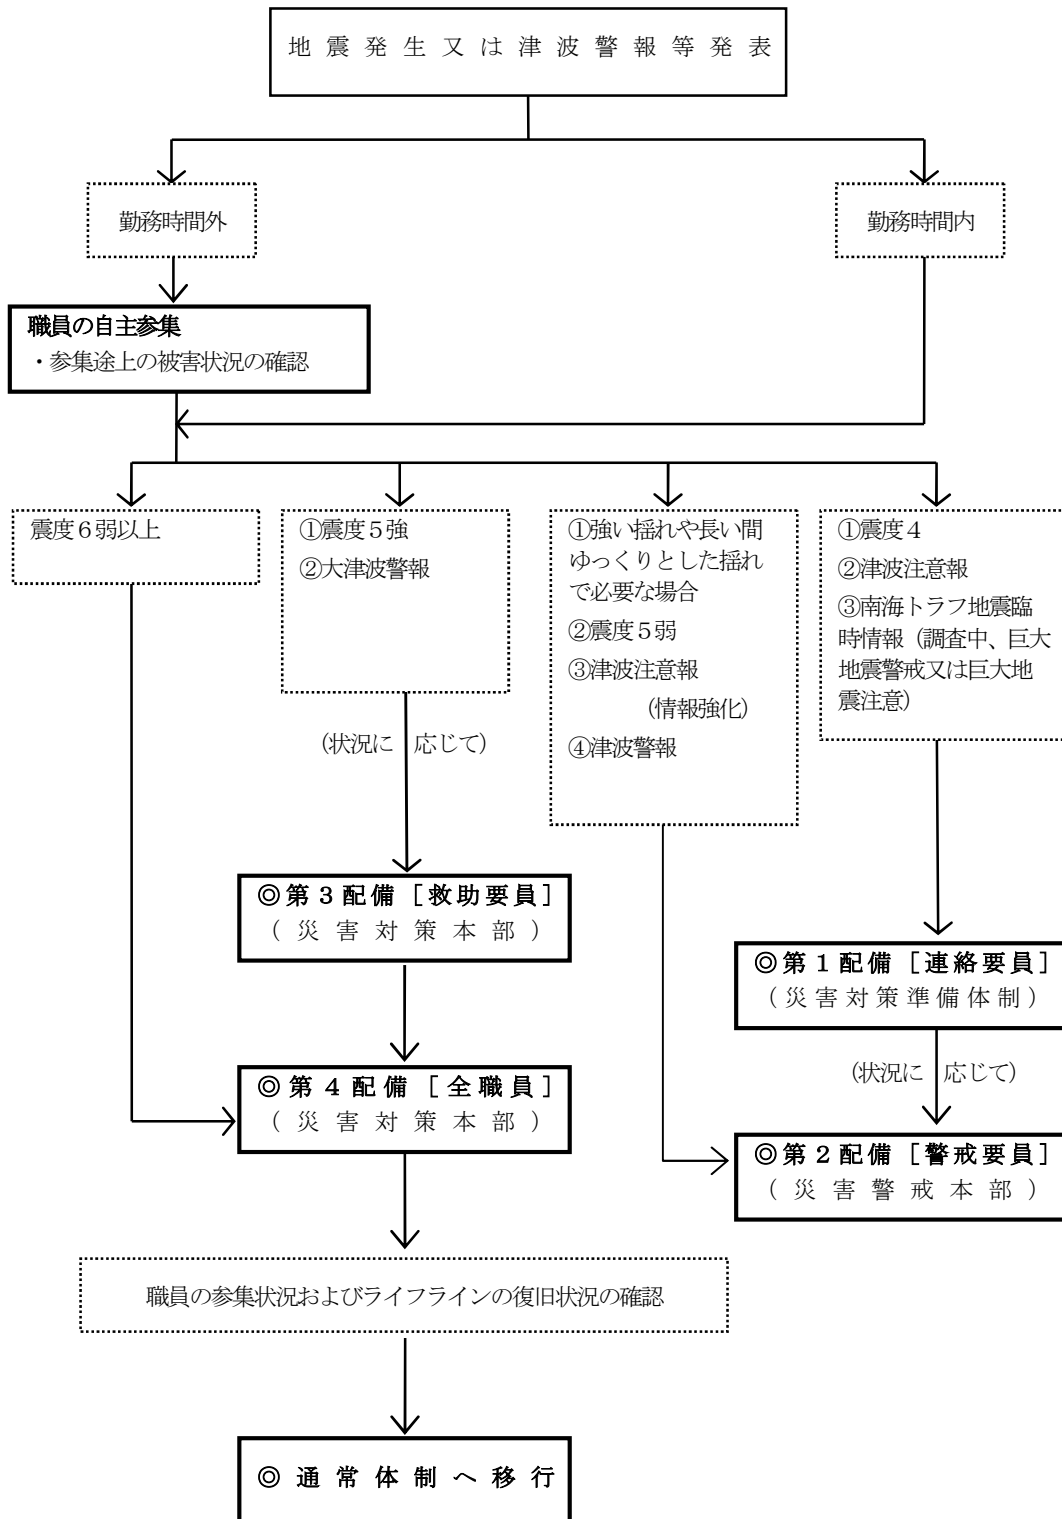 地震発生又は津波警報等発表
勤務時間外
勤務時間内
職員の自主参集
・参集途上の被害状況の確認
震度６弱以上
①震度５強
②大津波警報
①強い揺れや長い間
ゆっくりとした揺れ
で必要な場合
②震度５弱
③津波注意報
（情報強化）
④津波警報
①震度４
②津波注意報
③南海トラフ地震臨
時情報（調査中、巨大
地震警戒又は巨大地
震注意）
（状況に　応じて）
◎第３配備［救助要員］
（災害対策本部）
◎第１配備［連絡要員］
（災害対策準備体制）
（状況に　応じて）
◎第４配備［全職員］
（災害対策本部）
◎第２配備［警戒要員］
（災害警戒本部）
職員の参集状況およびライフラインの復旧状況の確認
◎通常体制へ移行